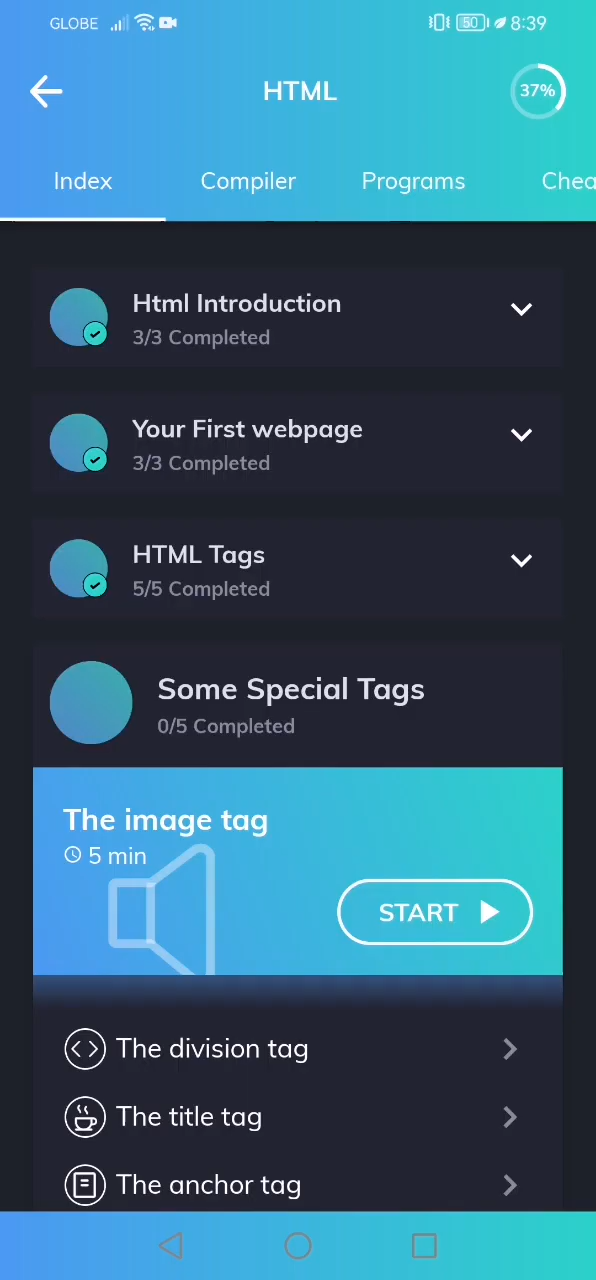 GLOBE 50 8:39
HTML 37%
Index Compiler Programs Chea
Html Introduction
3/3 Completed
Your First webpage
3/3 Completed
HTML Tags
5/5 Completed
Some Special Tags
0/5 Completed
The image tag
5 min
START
The division tag
The title tag
The anchor tag